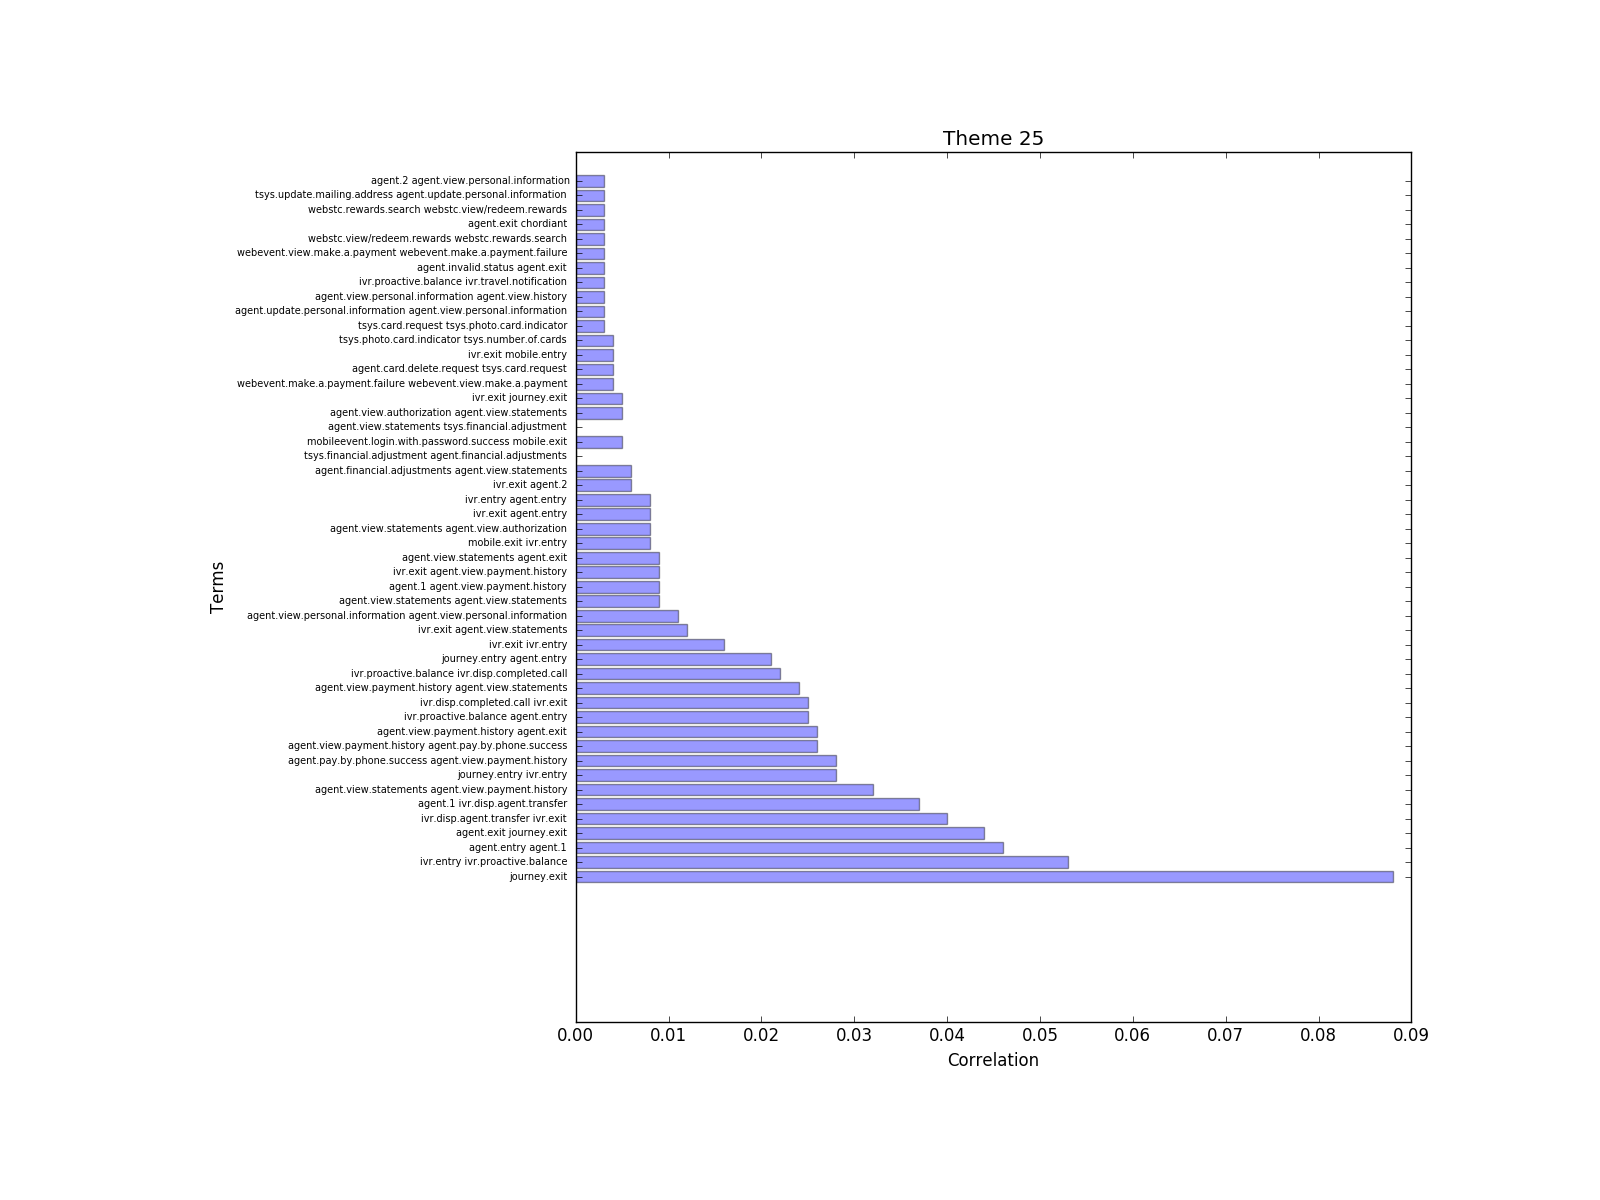 Theme 25
agent.2 agent.view.personal.information
tsys.update.mailing.address agent.update.personal.information
webstc.rewards.search webstc.view/redeem.rewards
agent.exit chordiant
webstc.view/redeem.rewards webstc.rewards.search
webevent.view.make.a.payment webevent.make.a.payment.failure
agent.invalid.status agent.exit
ivr.proactive.balance ivr.travel.notification
agent.view.personal.information agent.view.history
agent.update.personal.information agent.view.personal.information
tsys.card.request tsys.photo.card.indicator
tsys.photo.card.indicator tsys.number.of.cards
ivr.exit mobile.entry
agent.card.delete.request tsys.card.request
webevent.make.a.payment.failure webevent.view.make.a.payment
ivr.exit journey.exit
agent.view.authorization agent.view.statements
agent.view.statements tsys.financial.adjustment
mobileevent.login.with.password.success mobile.exit
tsys.financial.adjustment agent.financial.adjustments
agent.financial.adjustments agent.view.statements
ivr.exit agent.2
ivr.entry agent.entry
ivr.exit agent.entry
agent.view.statements agent.view.authorization
mobile.exit ivr.entry
agent.view.statements agent.exit
ivr.exit agent.view.payment.history
agent.1 agent.view.payment.history
agent.view.statements agent.view.statements
agent.view.personal.information agent.view.personal.information
ivr.exit agent.view.statements
ivr.exit ivr.entry
journey.entry agent.entry
ivr.proactive.balance ivr.disp.completed.call
agent.view.payment.history agent.view.statements
ivr.disp.completed.call ivr.exit
ivr.proactive.balance agent.entry
agent.view.payment.history agent.exit
agent.view.payment.history agent.pay.by.phone.success
agent.pay.by.phone.success agent.view.payment.history
journey.entry ivr.entry
agent.view.statements agent.view.payment.history
agent.1 ivr.disp.agent.transfer
ivr.disp.agent.transfer ivr.exit
agent.exit journey.exit
agent.entry agent.1
ivr.entry ivr.proactive.balance
journey.exit
Terms
0.00 0.01 0.02 0.03 0.04 0.05 0.06 0.07 0.08 0.09
Correlation